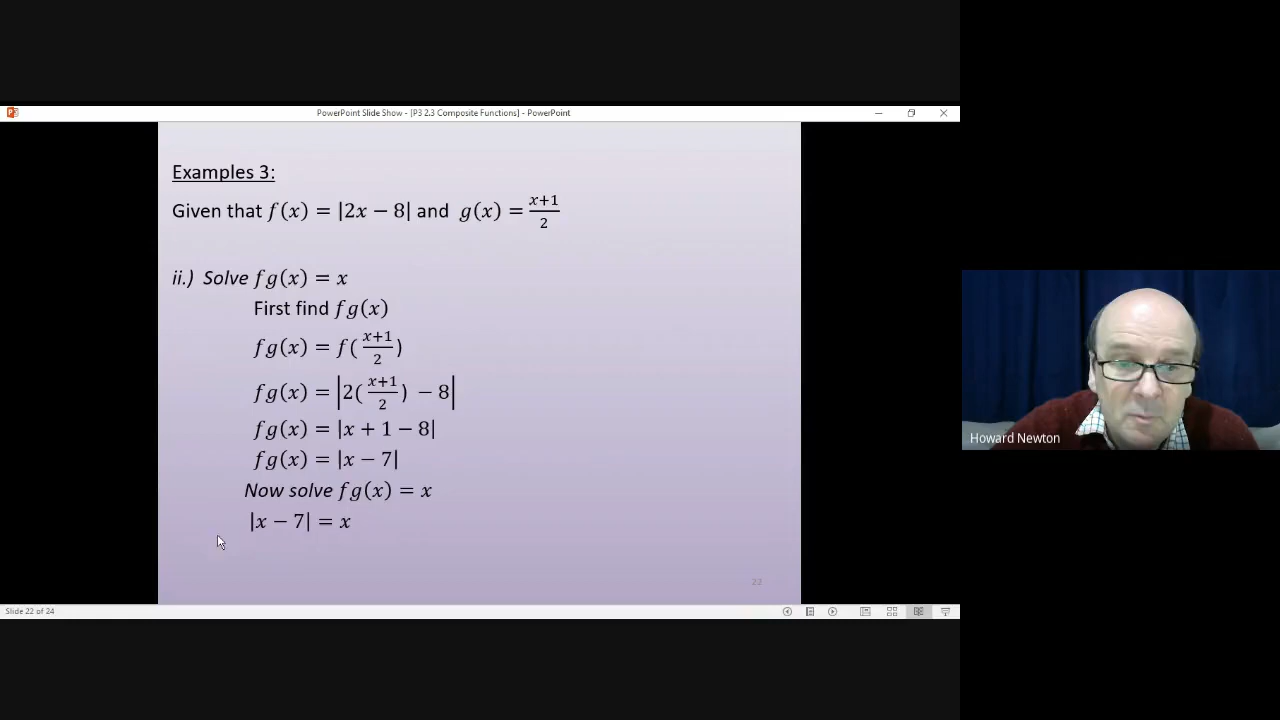 PowerPoint Slide Show - [P3 2.3 Composite Functions] - PowerPoint
Examples 3:
Given that f(x) = |2x − 8| and g(x) = (x+1)/2
ii.) Solve fg(x) = x
First find fg(x)
fg(x) = f((x+1)/2)
fg(x) = |2((x+1)/2) − 8|
fg(x) = |x + 1 − 8|
fg(x) = |x − 7|
Now solve fg(x) = x
|x − 7| = x
22
Slide 22 of 24
Howard Newton